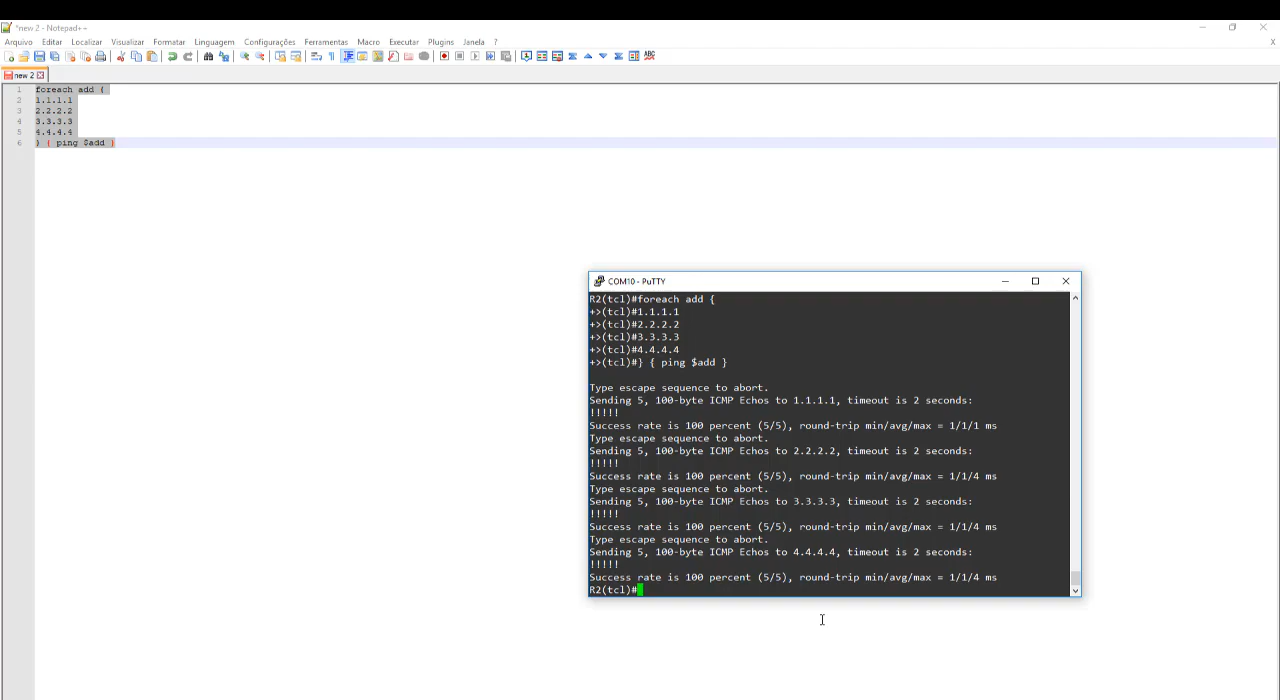 *new 2 - Notepad++
Arquivo Editar Localizar Visualizar Formatar Linguagem Configurações Ferramentas Macro Executar Plugins Janela ? X
new 2
1 foreach add {
2 1.1.1.1
3 2.2.2.2
4 3.3.3.3
5 4.4.4.4
6 } { ping $add }
COM10 - PuTTY
R2(tcl)#foreach add {
+>(tcl)#1.1.1.1
+>(tcl)#2.2.2.2
+>(tcl)#3.3.3.3
+>(tcl)#4.4.4.4
+>(tcl)#} { ping $add }
Type escape sequence to abort.
Sending 5, 100-byte ICMP Echos to 1.1.1.1, timeout is 2 seconds:
!!!!!
Success rate is 100 percent (5/5), round-trip min/avg/max = 1/1/1 ms
Type escape sequence to abort.
Sending 5, 100-byte ICMP Echos to 2.2.2.2, timeout is 2 seconds:
!!!!!
Success rate is 100 percent (5/5), round-trip min/avg/max = 1/1/4 ms
Type escape sequence to abort.
Sending 5, 100-byte ICMP Echos to 3.3.3.3, timeout is 2 seconds:
!!!!!
Success rate is 100 percent (5/5), round-trip min/avg/max = 1/1/4 ms
Type escape sequence to abort.
Sending 5, 100-byte ICMP Echos to 4.4.4.4, timeout is 2 seconds:
!!!!!
Success rate is 100 percent (5/5), round-trip min/avg/max = 1/1/4 ms
R2(tcl)#